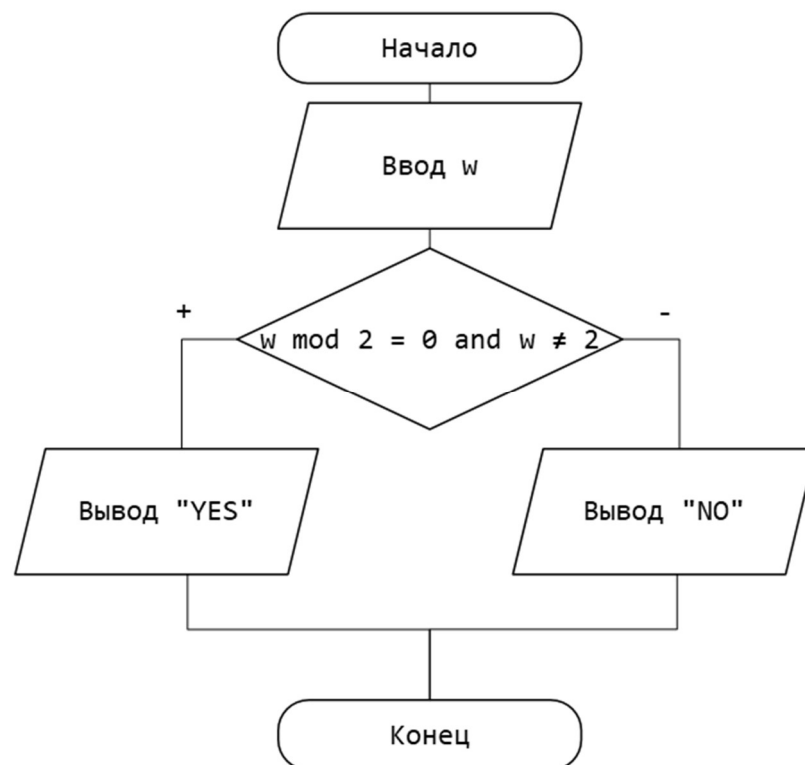 Начало
Ввод w
+
-
w mod 2 = 0 and w ≠ 2
Вывод "YES"
Вывод "NO"
Конец